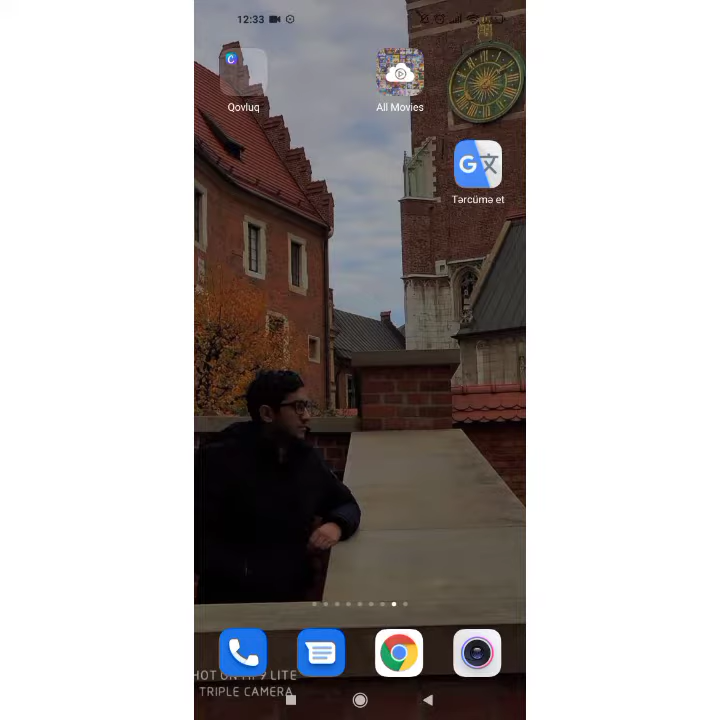 12:33
Qovluq
All Movies
Tərcümə et
HOT ON MI 9 LITE
TRIPLE CAMERA